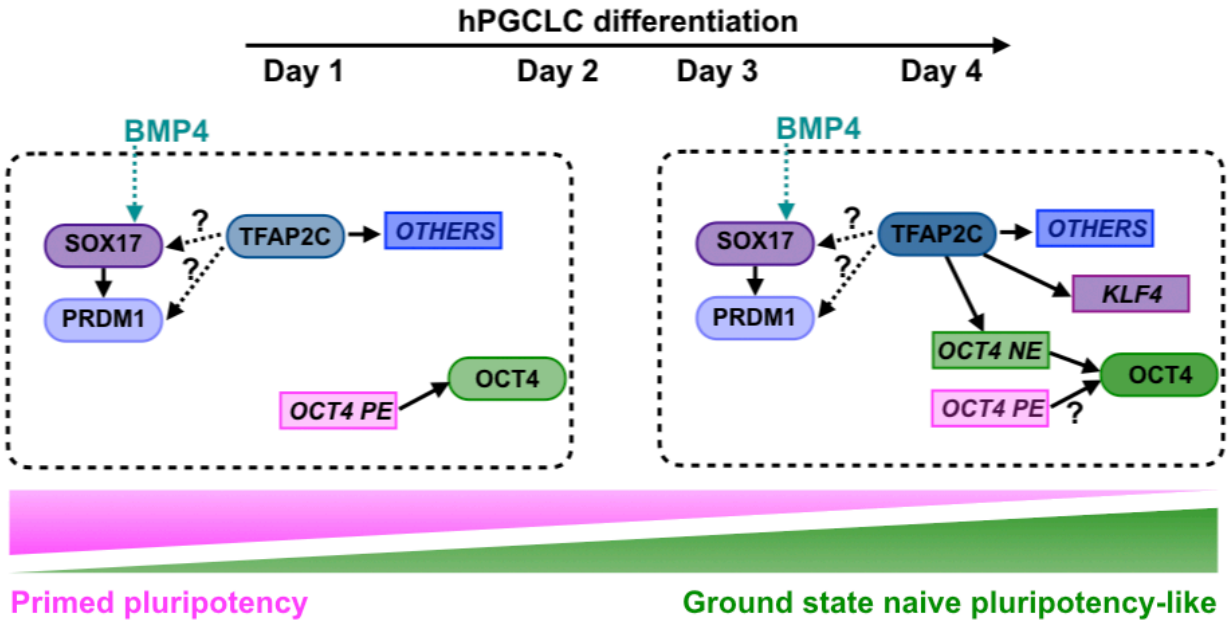 hPGCLC differentiation
Day 1 Day 2 Day 3 Day 4
BMP4
SOX17
?
TFAP2C
OTHERS
?
PRDM1
OCT4
OCT4 PE
BMP4
SOX17
?
TFAP2C
OTHERS
?
KLF4
PRDM1
OCT4 NE
OCT4
OCT4 PE
?
Primed pluripotency
Ground state naive pluripotency-like